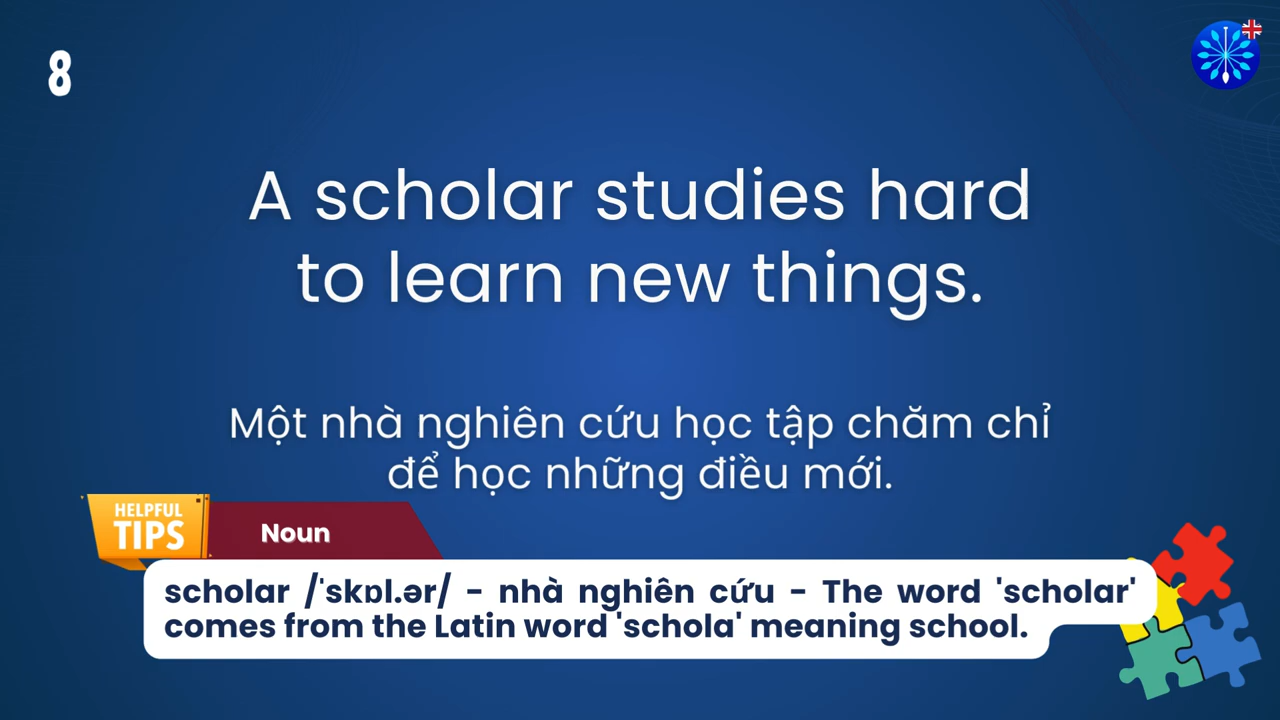 8
A scholar studies hard
to learn new things.
Một nhà nghiên cứu học tập chăm chỉ
để học những điều mới.
HELPFUL
TIPS
Noun
scholar /ˈskɒl.ər/ - nhà nghiên cứu - The word 'scholar'
comes from the Latin word 'schola' meaning school.